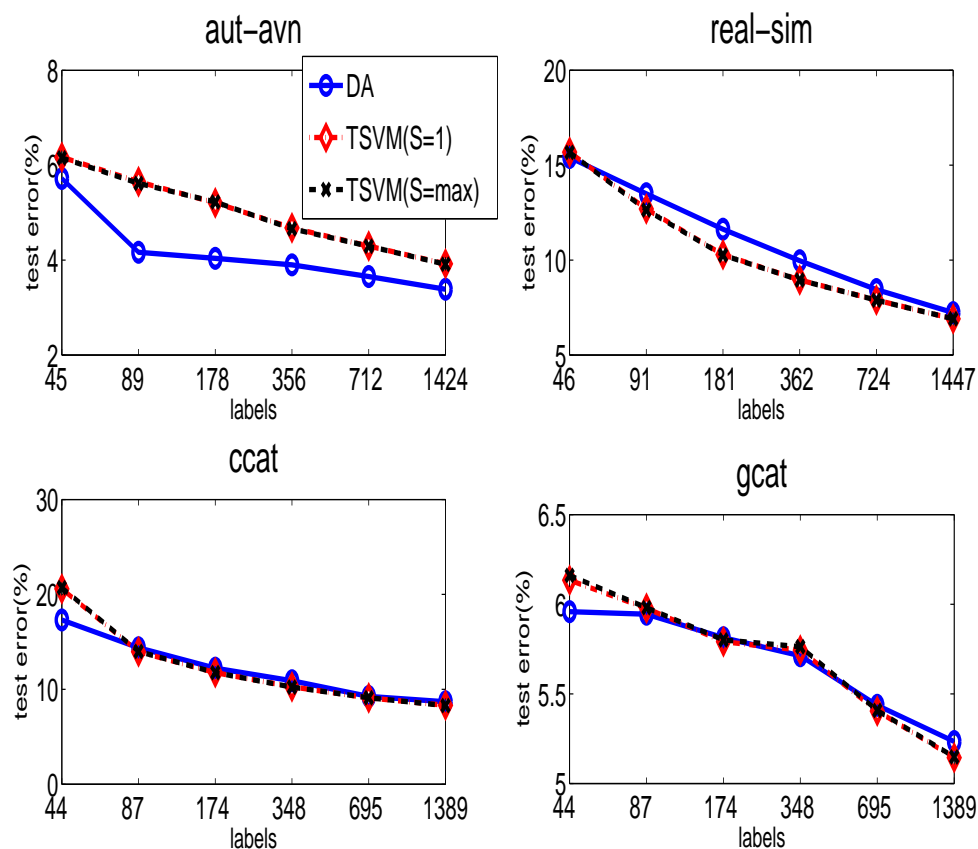 aut-avn
8
6
4
2
test error(%)
45 89 178 356 712 1424
labels
DA
TSVM(S=1)
TSVM(S=max)
real-sim
20
15
10
5
test error(%)
46 91 181 362 724 1447
labels
ccat
30
20
10
0
test error(%)
44 87 174 348 695 1389
labels
gcat
6.5
6
5.5
5
test error(%)
44 87 174 348 695 1389
labels